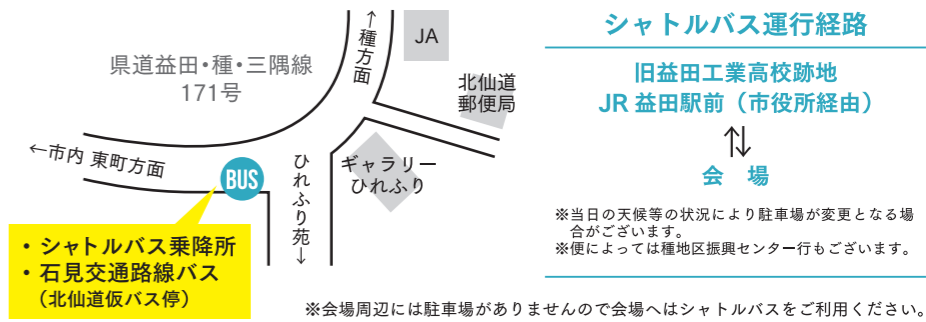 県道益田・種・三隅線
171号
↑種方面
JA
北仙道
郵便局
←市内 東町方面
BUS
ひれふり苑↓
ギャラリー
ひれふり
・シャトルバス乗降所
・石見交通路線バス
（北仙道仮バス停）
シャトルバス運行経路
旧益田工業高校跡地
JR 益田駅前（市役所経由）
↑↓
会　場
※当日の天候等の状況により駐車場が変更となる場
合がございます。
※便によっては種地区振興センター行もございます。
※会場周辺には駐車場がありませんので会場へはシャトルバスをご利用ください。